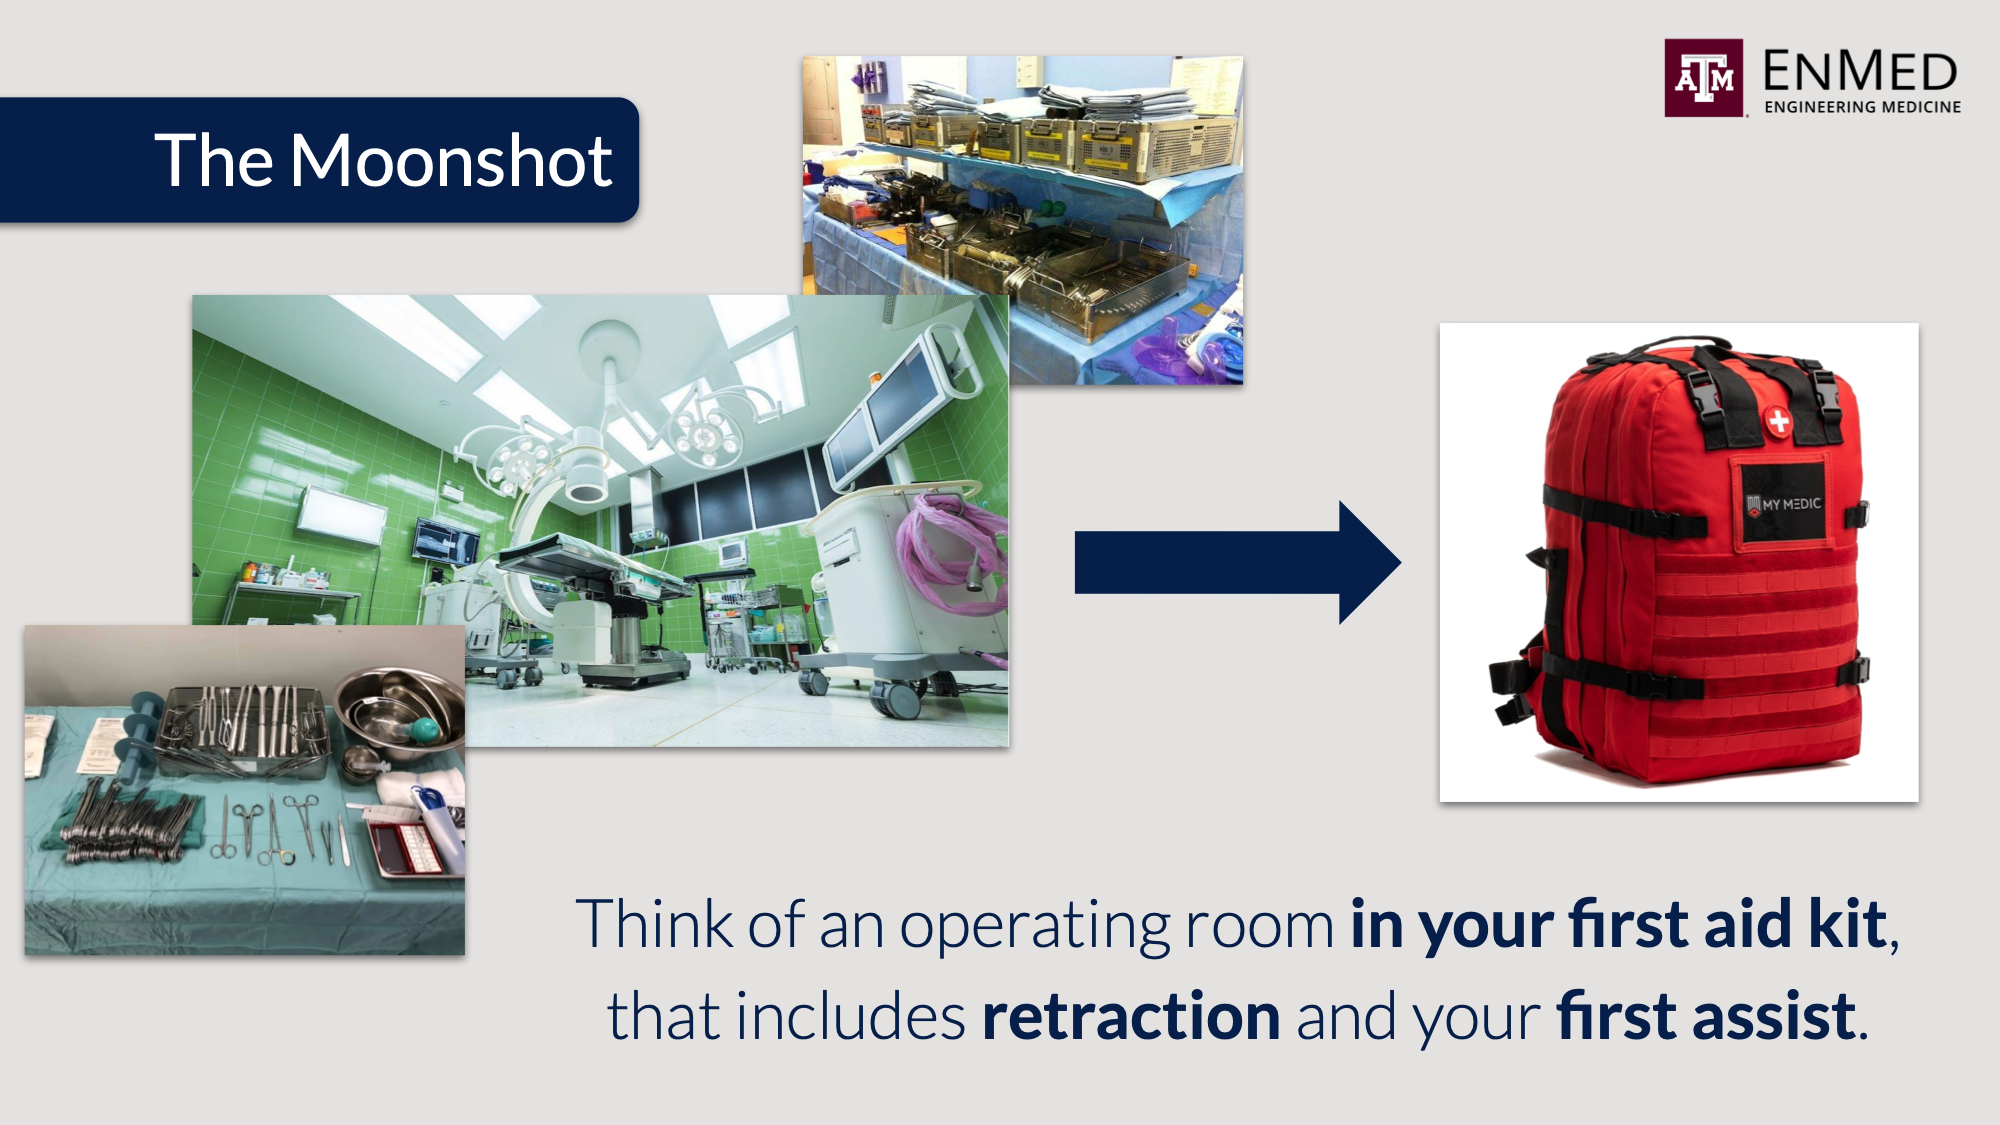 The Moonshot
A T M
ENMED
ENGINEERING MEDICINE
MY MEDIC
Think of an operating room in your first aid kit,
that includes retraction and your first assist.